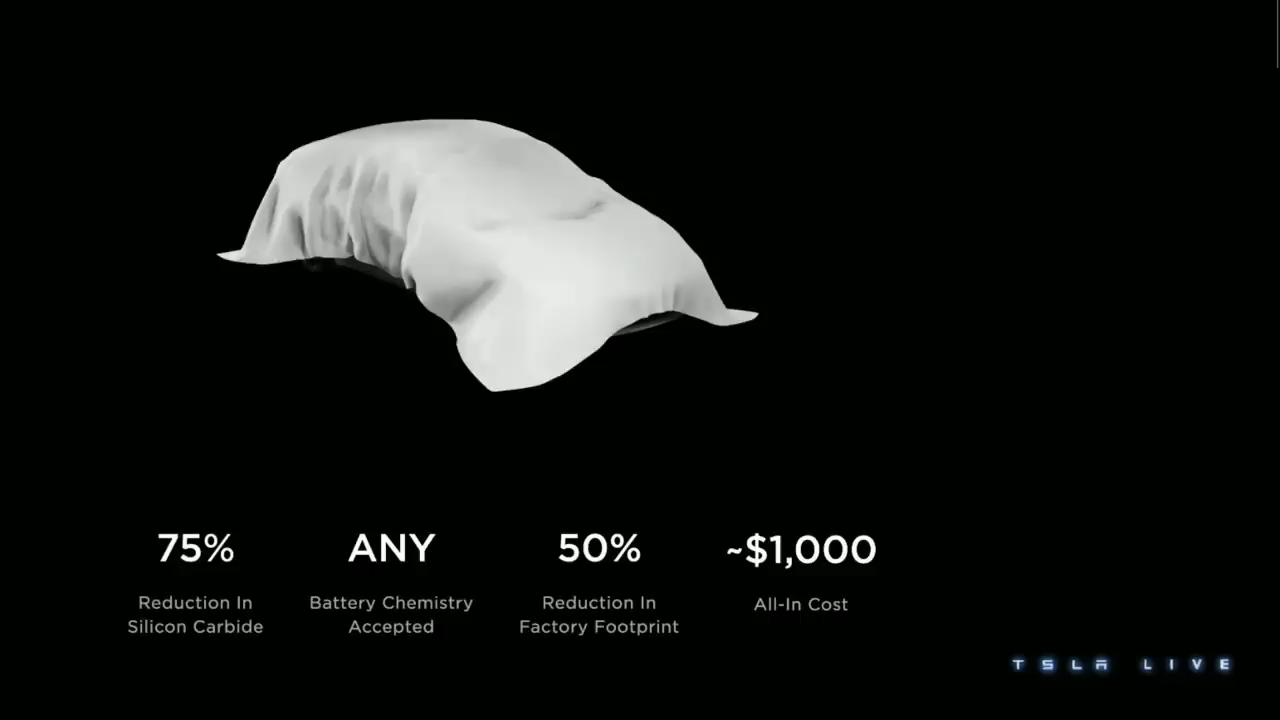 75%
ANY
50%
~$1,000
Reduction In
Silicon Carbide
Battery Chemistry
Accepted
Reduction In
Factory Footprint
All-In Cost
TSLA LIVE